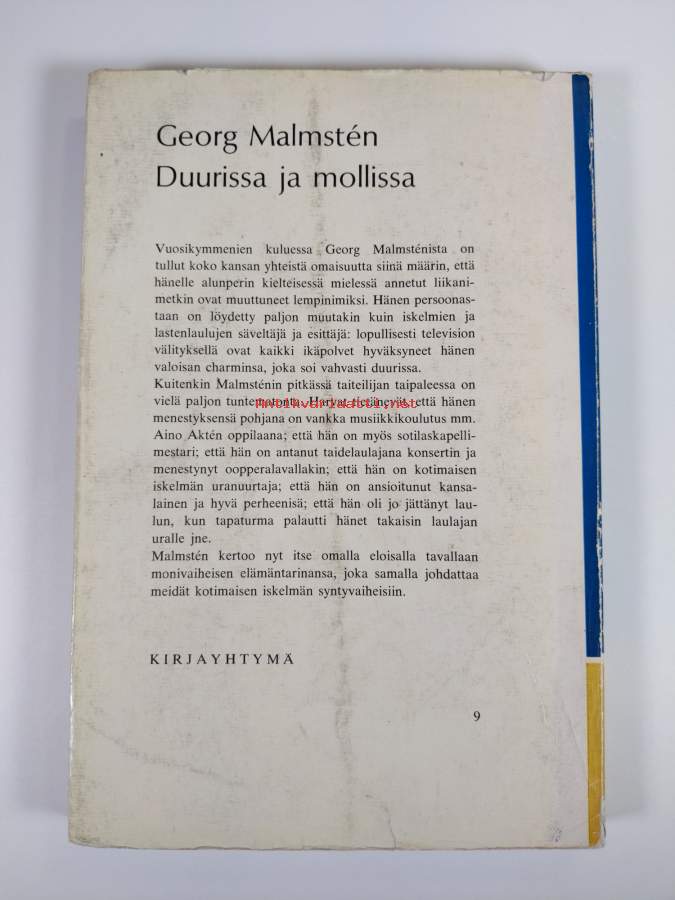 Georg Malmstén
Duurissa ja mollissa
Vuosikymmenien kuluessa Georg Malmsténista on
tullut koko kansan yhteistä omaisuutta siinä määrin, että
hänelle alunperin kielteisessä mielessä annetut liikani-
metkin ovat muuttuneet lempinimiksi. Hänen persoonas-
taan on löydetty paljon muutakin kuin iskelmien ja
lastenlaulujen säveltäjä ja esittäjä: lopullisesti television
välityksellä ovat kaikki ikäpolvet hyväksyneet hänen
valoisan charminsa, joka soi vahvasti duurissa.
Kuitenkin Malmsténin pitkässä taiteilijan taipaleessa on
vielä paljon tuntematonta. Harvat tietänevät, että hänen
antikvariaatti.net
menestyksensä pohjana on vankka musiikkikoulutus mm.
Aino Aktén oppilaana; että hän on myös sotilaskapelli-
mestari; että hän on antanut taidelaulajana konsertin ja
menestynyt oopperalavallakin; että hän on kotimaisen
iskelmän uranuurtaja; että hän on ansioitunut kansa-
lainen ja hyvä perheenisä; että hän oli jo jättänyt lau-
lun, kun tapaturma palautti hänet takaisin laulajan
uralle jne.
Malmstén kertoo nyt itse omalla eloisalla tavallaan
monivaiheisen elämäntarinansa, joka samalla johdattaa
meidät kotimaisen iskelmän syntyvaiheisiin.
KIRJAYHTYMÄ
9